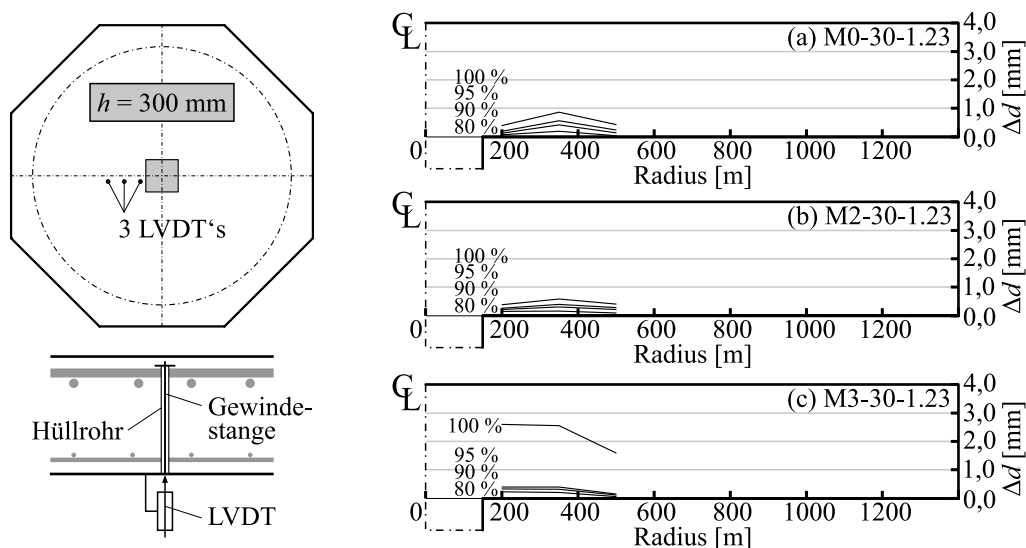 h = 300 mm
3 LVDT‘s
Hüllrohr
Gewinde-
stange
LVDT
CL
(a) M0-30-1.23
100 %
95 %
90 %
80 %
4,0
3,0
2,0
1,0
0,0
Δd [mm]
0 200 400 600 800 1000 1200
Radius [m]
CL
(b) M2-30-1.23
100 %
95 %
90 %
80 %
4,0
3,0
2,0
1,0
0,0
Δd [mm]
0 200 400 600 800 1000 1200
Radius [m]
CL
(c) M3-30-1.23
100 %
95 %
90 %
80 %
4,0
3,0
2,0
1,0
0,0
Δd [mm]
0 200 400 600 800 1000 1200
Radius [m]